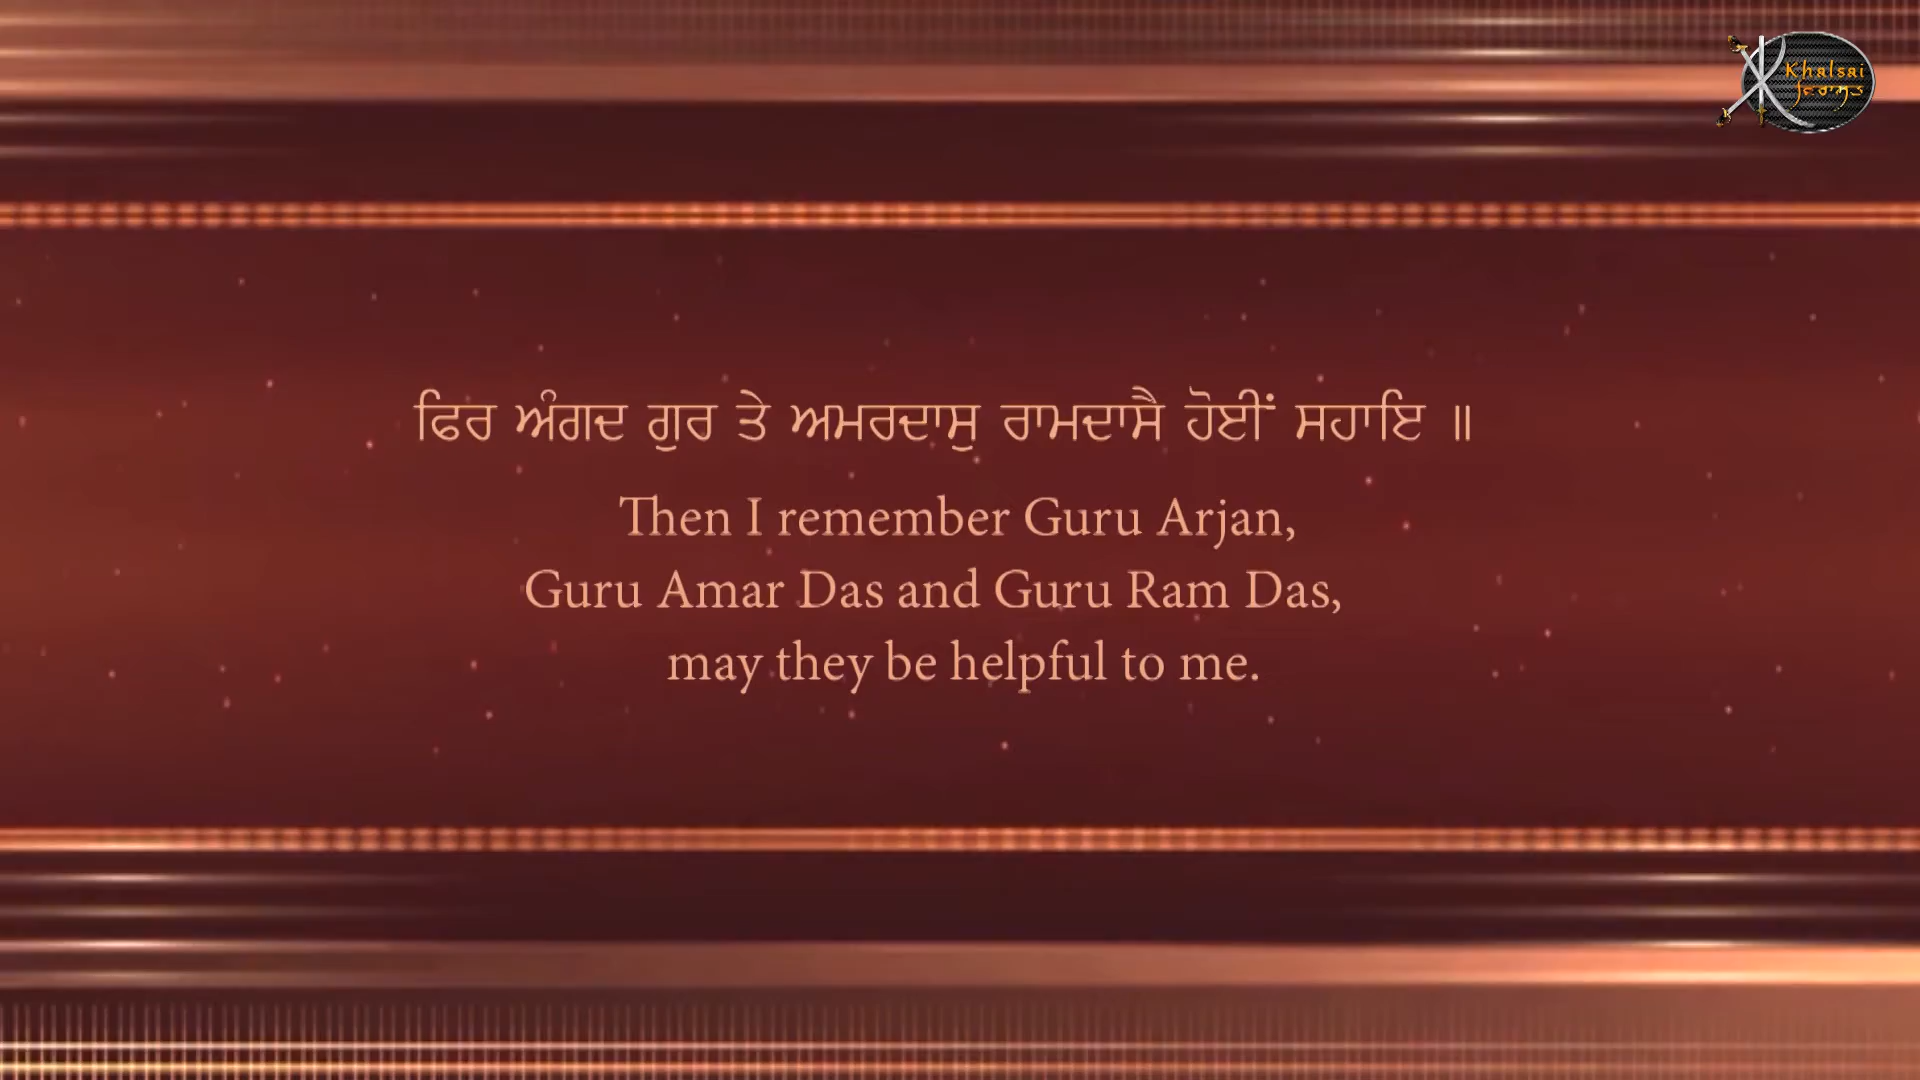 Khalsai
ਫਿਰ ਅੰਗਦ ਗੁਰ ਤੇ ਅਮਰਦਾਸੁ ਰਾਮਦਾਸੈ ਹੋਈਂ ਸਹਾਇ ॥
Then I remember Guru Arjan,
Guru Amar Das and Guru Ram Das,
may they be helpful to me.